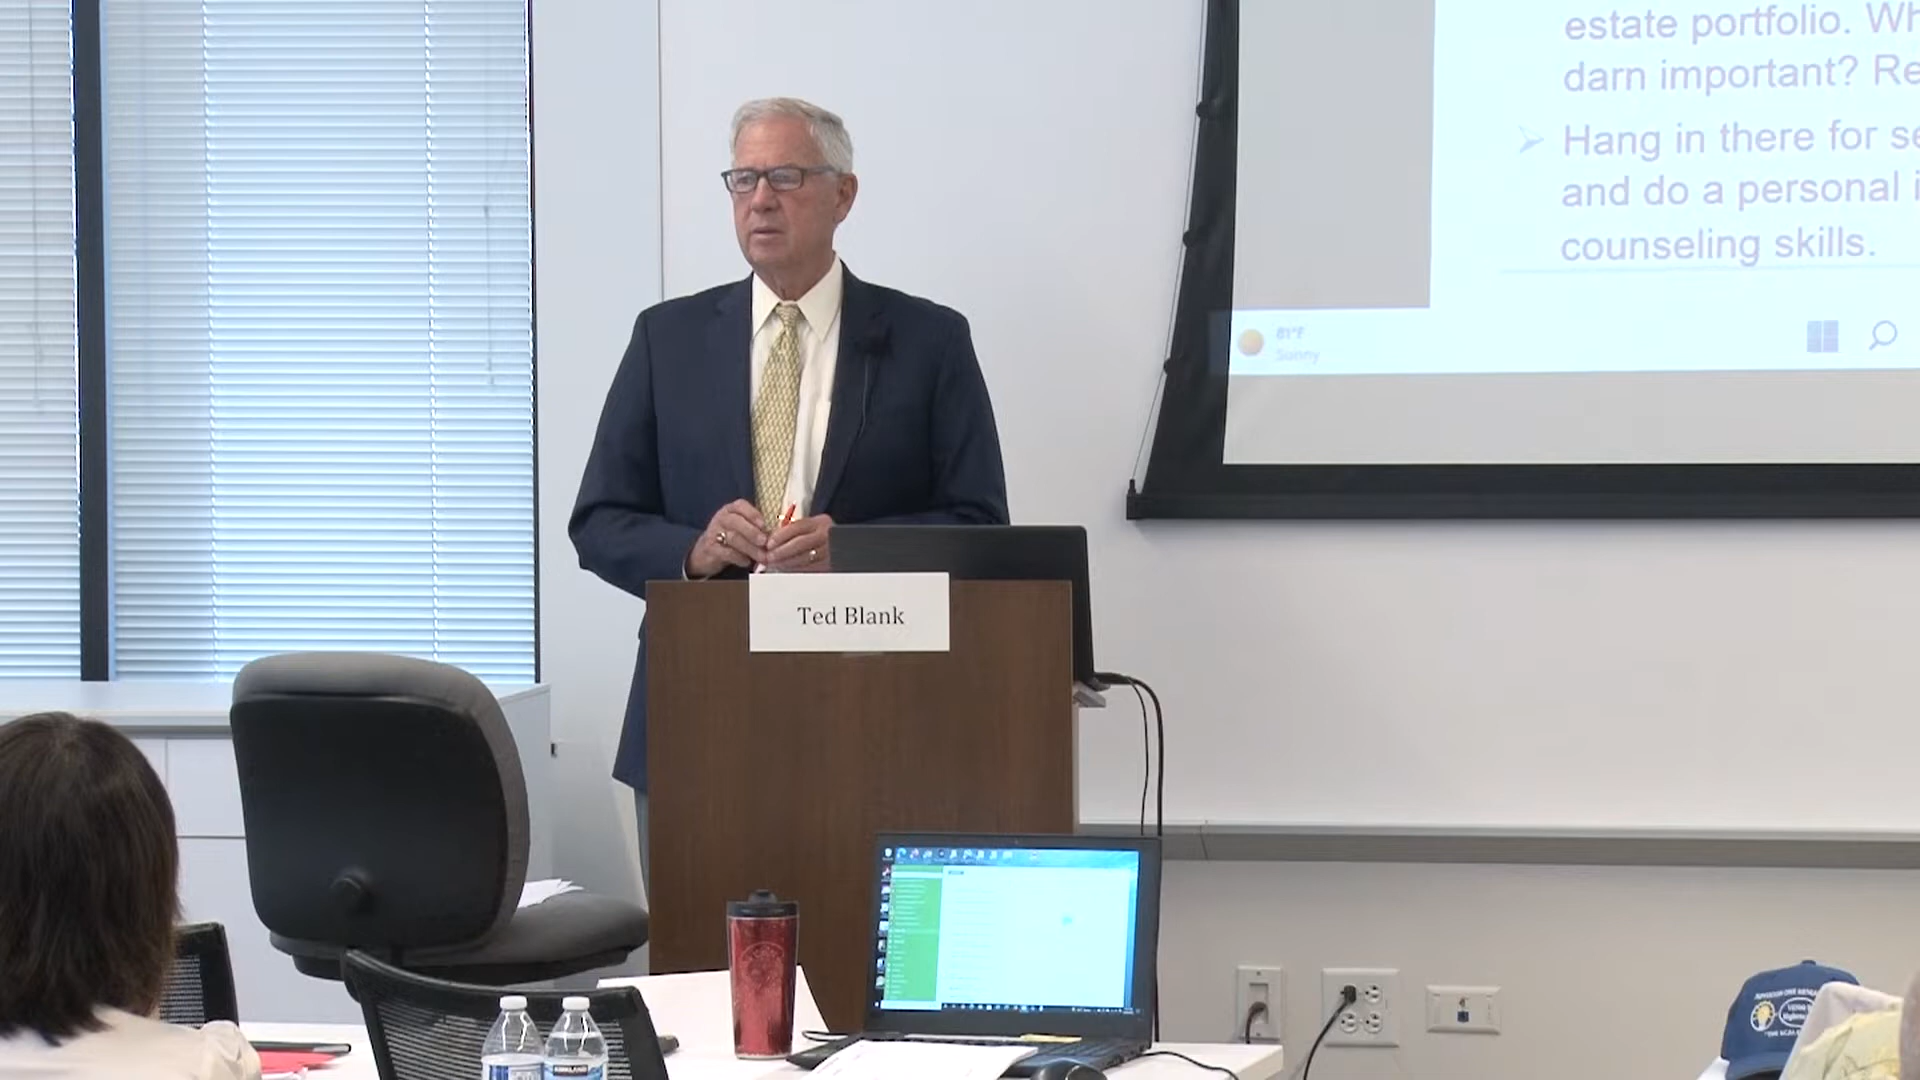 estate portfolio. Wh
darn important? Re
Hang in there for se
and do a personal i
counseling skills.
81°F
Sunny
Ted Blank
KIRKLAND